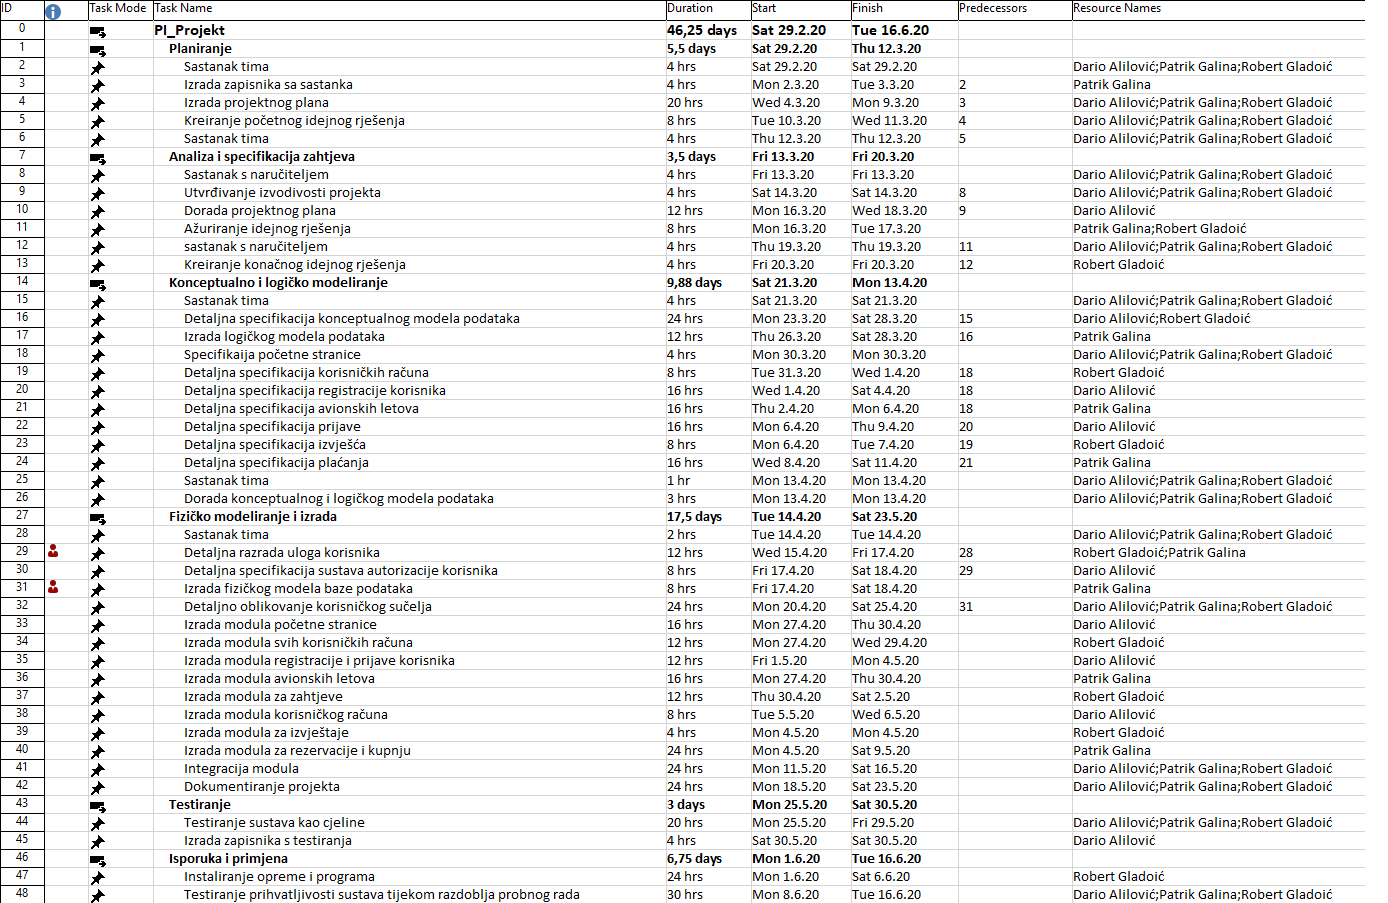 ID Task Mode Task Name Duration Start Finish Predecessors Resource Names
0 PI_Projekt 46,25 days Sat 29.2.20 Tue 16.6.20
1 Planiranje 5,5 days Sat 29.2.20 Thu 12.3.20
2 Sastanak tima 4 hrs Sat 29.2.20 Sat 29.2.20 Dario Alilović;Patrik Galina;Robert Gladoić
3 Izrada zapisnika sa sastanka 4 hrs Mon 2.3.20 Tue 3.3.20 2 Patrik Galina
4 Izrada projektnog plana 20 hrs Wed 4.3.20 Mon 9.3.20 3 Dario Alilović;Patrik Galina;Robert Gladoić
5 Kreiranje početnog idejnog rješenja 8 hrs Tue 10.3.20 Wed 11.3.20 4 Dario Alilović;Patrik Galina;Robert Gladoić
6 Sastanak tima 4 hrs Thu 12.3.20 Thu 12.3.20 5 Dario Alilović;Patrik Galina;Robert Gladoić
7 Analiza i specifikacija zahtjeva 3,5 days Fri 13.3.20 Fri 20.3.20
8 Sastanak s naručiteljem 4 hrs Fri 13.3.20 Fri 13.3.20 Dario Alilović;Patrik Galina;Robert Gladoić
9 Utvrđivanje izvodivosti projekta 4 hrs Sat 14.3.20 Sat 14.3.20 8 Dario Alilović;Patrik Galina;Robert Gladoić
10 Dorada projektnog plana 12 hrs Mon 16.3.20 Wed 18.3.20 9 Dario Alilović
11 Ažuriranje idejnog rješenja 8 hrs Mon 16.3.20 Tue 17.3.20 Patrik Galina;Robert Gladoić
12 sastanak s naručiteljem 4 hrs Thu 19.3.20 Thu 19.3.20 11 Dario Alilović;Patrik Galina;Robert Gladoić
13 Kreiranje konačnog idejnog rješenja 4 hrs Fri 20.3.20 Fri 20.3.20 12 Robert Gladoić
14 Konceptualno i logičko modeliranje 9,88 days Sat 21.3.20 Mon 13.4.20
15 Sastanak tima 4 hrs Sat 21.3.20 Sat 21.3.20 Dario Alilović;Patrik Galina;Robert Gladoić
16 Detaljna specifikacija konceptualnog modela podataka 24 hrs Mon 23.3.20 Sat 28.3.20 15 Dario Alilović;Robert Gladoić
17 Izrada logičkog modela podataka 12 hrs Thu 26.3.20 Sat 28.3.20 16 Patrik Galina
18 Specifikaija početne stranice 4 hrs Mon 30.3.20 Mon 30.3.20 Dario Alilović;Patrik Galina;Robert Gladoić
19 Detaljna specifikacija korisničkih računa 8 hrs Tue 31.3.20 Wed 1.4.20 18 Robert Gladoić
20 Detaljna specifikacija registracije korisnika 16 hrs Wed 1.4.20 Sat 4.4.20 18 Dario Alilović
21 Detaljna specifikacija avionskih letova 16 hrs Thu 2.4.20 Mon 6.4.20 18 Patrik Galina
22 Detaljna specifikacija prijave 16 hrs Mon 6.4.20 Thu 9.4.20 20 Dario Alilović
23 Detaljna specifikacija izvješća 8 hrs Mon 6.4.20 Tue 7.4.20 19 Robert Gladoić
24 Detaljna specifikacija plaćanja 16 hrs Wed 8.4.20 Sat 11.4.20 21 Patrik Galina
25 Sastanak tima 1 hr Mon 13.4.20 Mon 13.4.20 Dario Alilović;Patrik Galina;Robert Gladoić
26 Dorada konceptualnog i logičkog modela podataka 3 hrs Mon 13.4.20 Mon 13.4.20 Dario Alilović;Patrik Galina;Robert Gladoić
27 Fizičko modeliranje i izrada 17,5 days Tue 14.4.20 Sat 23.5.20
28 Sastanak tima 2 hrs Tue 14.4.20 Tue 14.4.20 Dario Alilović;Patrik Galina;Robert Gladoić
29 Detaljna razrada uloga korisnika 12 hrs Wed 15.4.20 Fri 17.4.20 28 Robert Gladoić;Patrik Galina
30 Detaljna specifikacija sustava autorizacije korisnika 8 hrs Fri 17.4.20 Sat 18.4.20 29 Dario Alilović
31 Izrada fizičkog modela baze podataka 8 hrs Fri 17.4.20 Sat 18.4.20 Patrik Galina
32 Detaljno oblikovanje korisničkog sučelja 24 hrs Mon 20.4.20 Sat 25.4.20 31 Dario Alilović;Patrik Galina;Robert Gladoić
33 Izrada modula početne stranice 16 hrs Mon 27.4.20 Thu 30.4.20 Dario Alilović
34 Izrada modula svih korisničkih računa 12 hrs Mon 27.4.20 Wed 29.4.20 Robert Gladoić
35 Izrada modula registracije i prijave korisnika 12 hrs Fri 1.5.20 Mon 4.5.20 Dario Alilović
36 Izrada modula avionskih letova 16 hrs Mon 27.4.20 Thu 30.4.20 Patrik Galina
37 Izrada modula za zahtjeve 12 hrs Thu 30.4.20 Sat 2.5.20 Robert Gladoić
38 Izrada modula korisničkog računa 8 hrs Tue 5.5.20 Wed 6.5.20 Dario Alilović
39 Izrada modula za izvještaje 4 hrs Mon 4.5.20 Mon 4.5.20 Robert Gladoić
40 Izrada modula za rezervacije i kupnju 24 hrs Mon 4.5.20 Sat 9.5.20 Patrik Galina
41 Integracija modula 24 hrs Mon 11.5.20 Sat 16.5.20 Dario Alilović;Patrik Galina;Robert Gladoić
42 Dokumentiranje projekta 24 hrs Mon 18.5.20 Sat 23.5.20 Dario Alilović;Patrik Galina;Robert Gladoić
43 Testiranje 3 days Mon 25.5.20 Sat 30.5.20
44 Testiranje sustava kao cjeline 20 hrs Mon 25.5.20 Fri 29.5.20 Dario Alilović;Patrik Galina;Robert Gladoić
45 Izrada zapisnika s testiranja 4 hrs Sat 30.5.20 Sat 30.5.20 Dario Alilović
46 Isporuka i primjena 6,75 days Mon 1.6.20 Tue 16.6.20
47 Instaliranje opreme i programa 24 hrs Mon 1.6.20 Sat 6.6.20 Robert Gladoić
48 Testiranje prihvatljivosti sustava tijekom razdoblja probnog rada 30 hrs Mon 8.6.20 Tue 16.6.20 Dario Alilović;Patrik Galina;Robert Gladoić